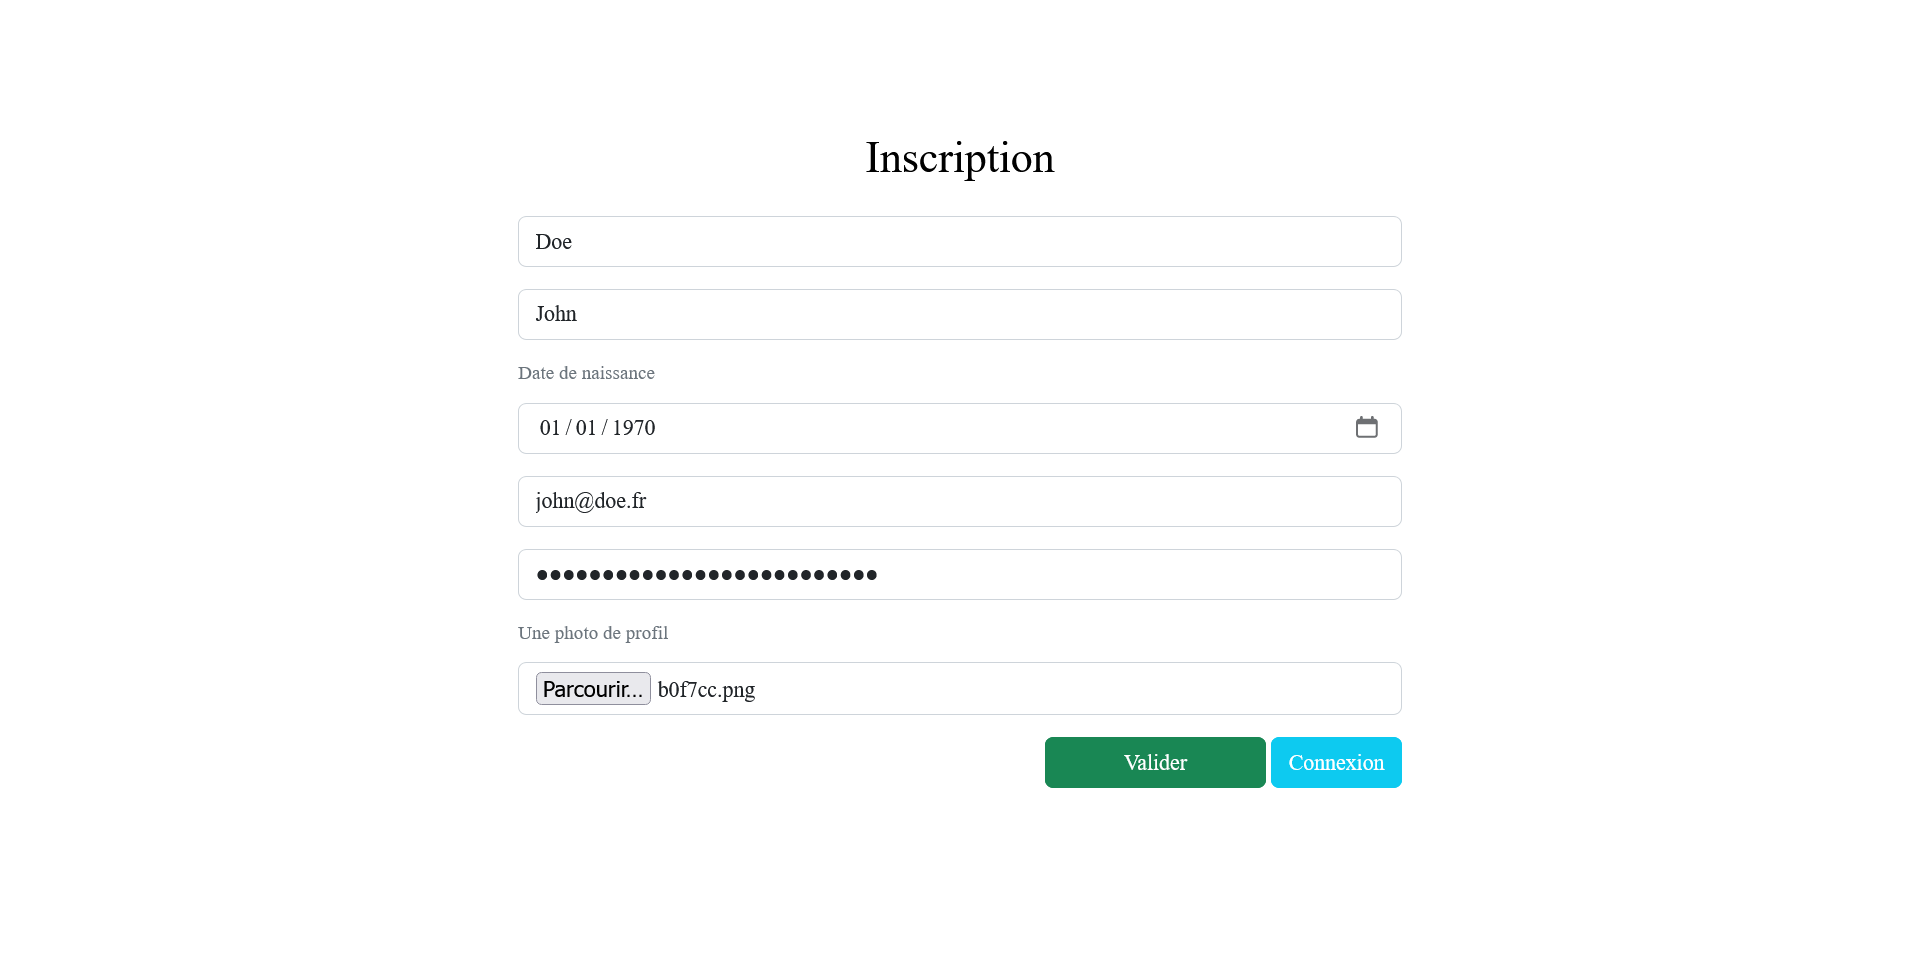 Inscription
Doe
John
Date de naissance
01 / 01 / 1970
john@doe.fr
●●●●●●●●●●●●●●●●●●●●●●●●●●
Une photo de profil
Parcourir... b0f7cc.png
Valider Connexion